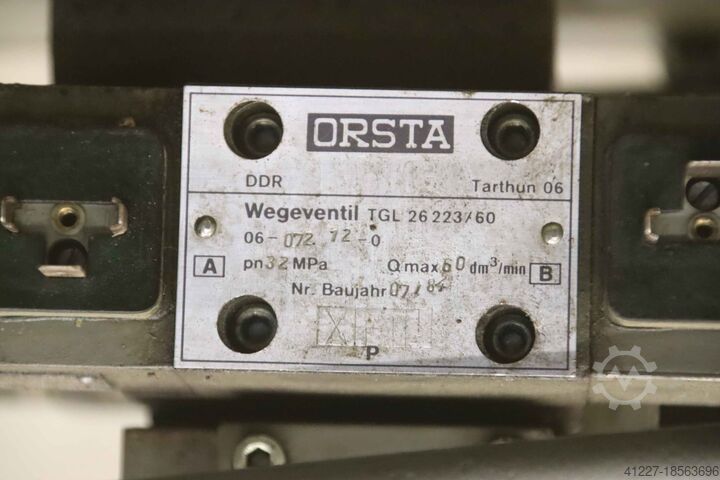 ORSTA
DDR Tarthun 06
Wegeventil TGL 26 223/60
06-072 12-0
A pn 32 MPa Q max 60 dm³/min B
Nr. Baujahr 07/
P
41227-18563696